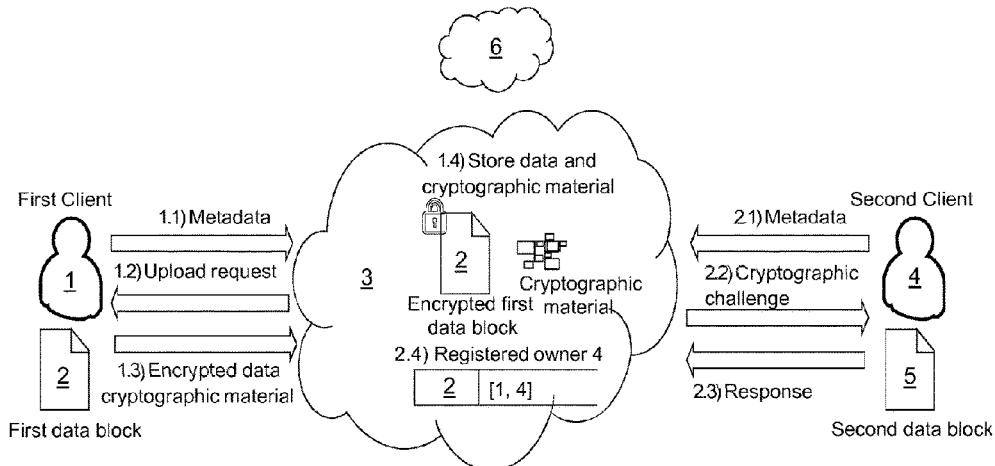 6
1.4) Store data and
cryptographic material
First Client
1.1) Metadata
2.1) Metadata
Second Client
1
1.2) Upload request
3
2
2.2) Cryptographic
challenge
4
Cryptographic
material
Encrypted first
data block
2
1.3) Encrypted data
cryptographic material
2.4) Registered owner 4
2
[1, 4]
2.3) Response
5
First data block
Second data block